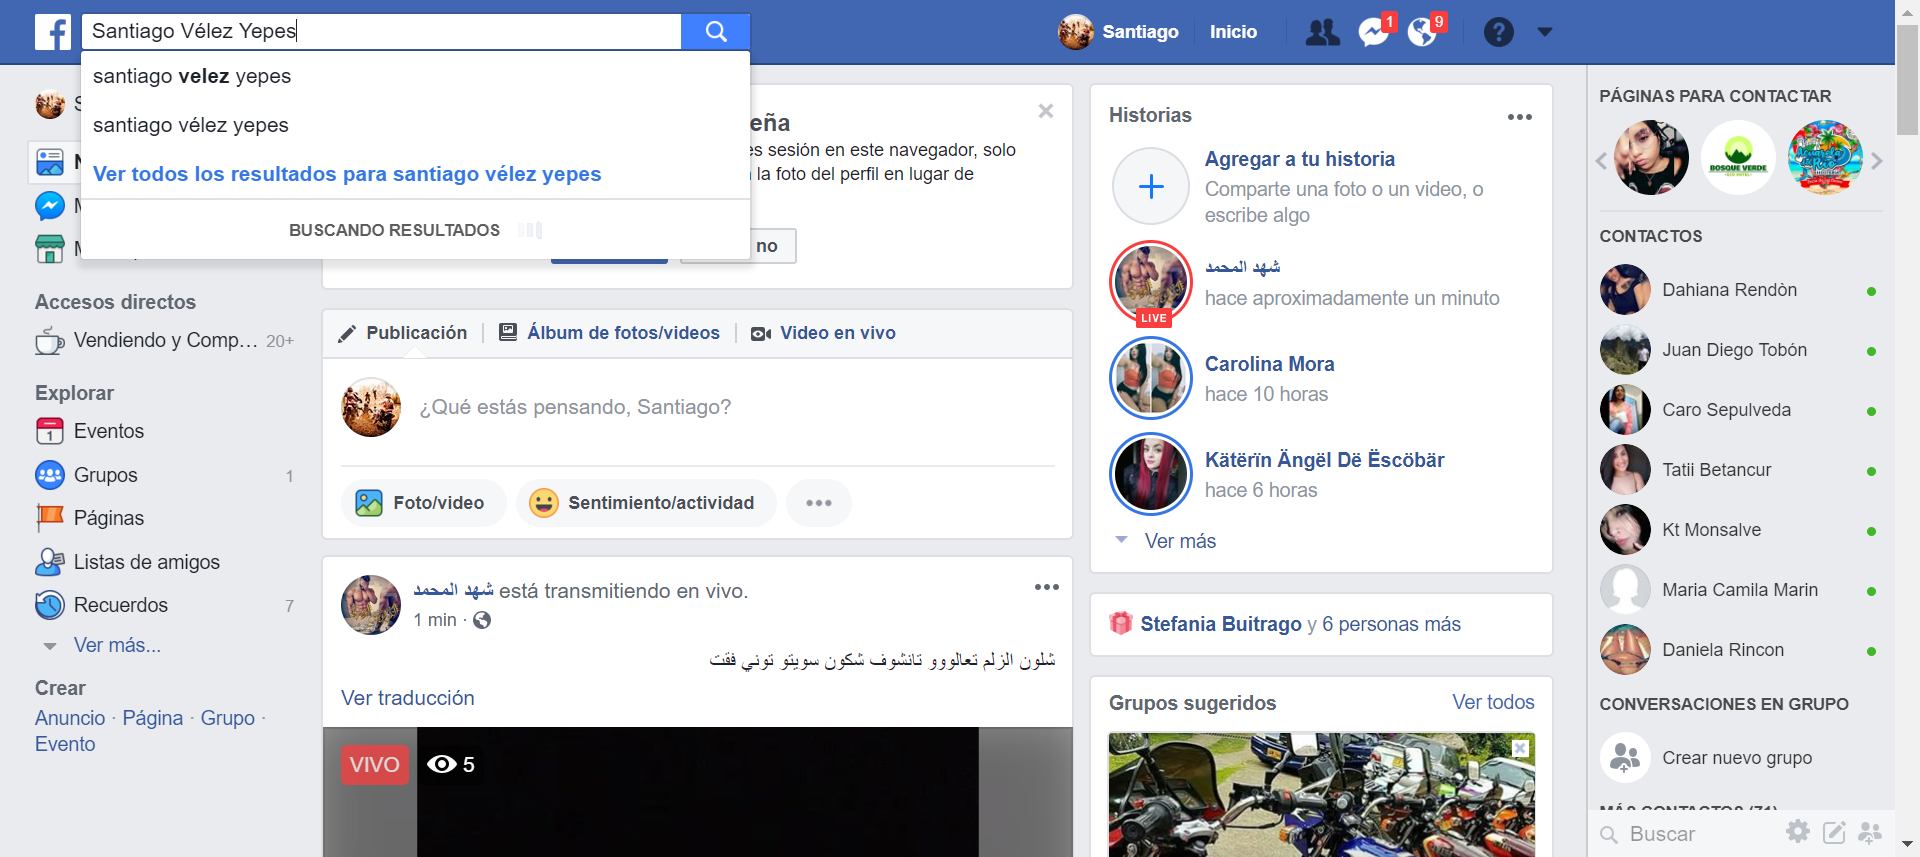 Santiago Vélez Yepes
santiago velez yepes
santiago vélez yepes
Ver todos los resultados para santiago vélez yepes
BUSCANDO RESULTADOS
Santiago
Inicio
1
9
S
N
M
M
Accesos directos
Vendiendo y Comp... 20+
Explorar
1
Eventos
Grupos 1
Páginas
Listas de amigos
Recuerdos 7
Ver más...
Crear
Anuncio · Página · Grupo ·
Evento
eña
es sesión en este navegador, solo
la foto del perfil en lugar de
no
Publicación
Álbum de fotos/videos
Video en vivo
¿Qué estás pensando, Santiago?
Foto/video
Sentimiento/actividad
شهد المحمد está transmitiendo en vivo.
1 min ·
شلون الزلم تعالووو تانشوف شكون سويتو توني فقت
Ver traducción
VIVO
5
Historias
Agregar a tu historia
Comparte una foto o un video, o
escribe algo
شهد المحمد
hace aproximadamente un minuto
LIVE
Carolina Mora
hace 10 horas
Kätërïn Ängël Dë Ëscöbär
hace 6 horas
Ver más
Stefania Buitrago y 6 personas más
Grupos sugeridos
Ver todos
PÁGINAS PARA CONTACTAR
BOSQUE VERDE
CONTACTOS
Dahiana Rendòn
Juan Diego Tobón
Caro Sepulveda
Tatii Betancur
Kt Monsalve
Maria Camila Marin
Daniela Rincon
CONVERSACIONES EN GRUPO
Crear nuevo grupo
MÁS CONTACTOS (71)
Buscar